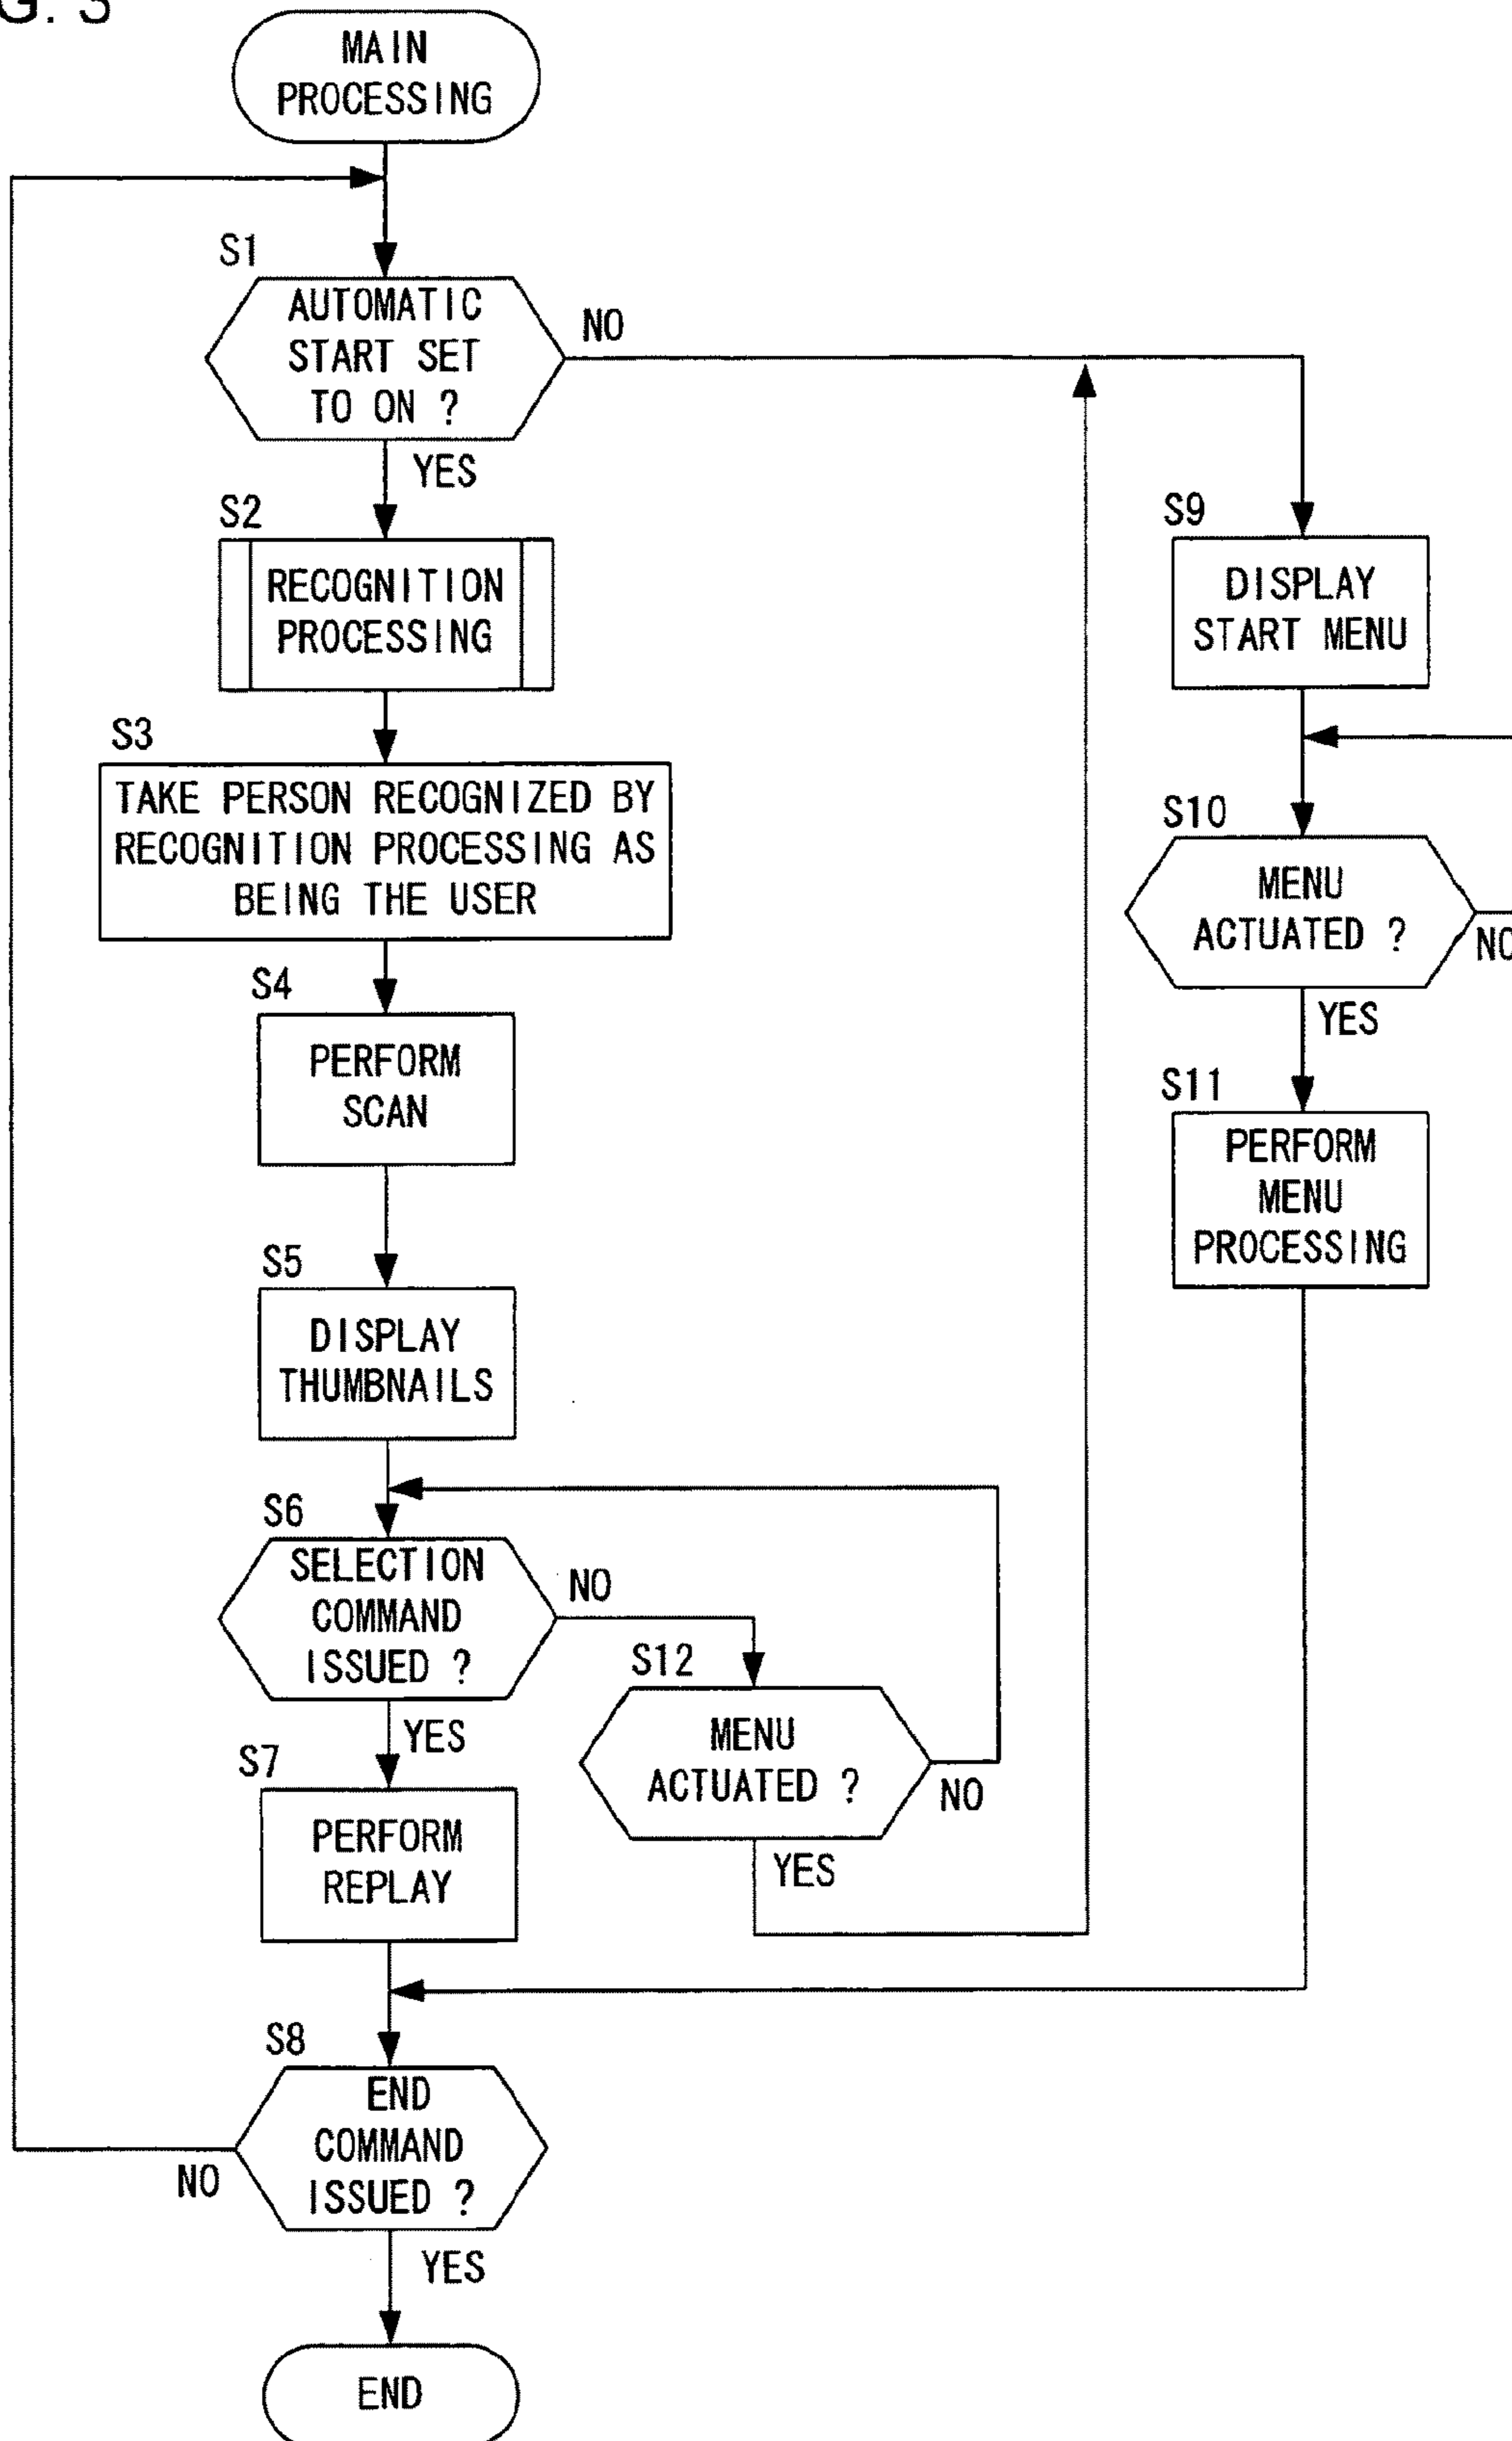 G. 3
MAIN
PROCESSING
S1
AUTOMATIC
START SET
TO ON ?
NO
YES
S2
RECOGNITION
PROCESSING
S3
TAKE PERSON RECOGNIZED BY
RECOGNITION PROCESSING AS
BEING THE USER
S4
PERFORM
SCAN
S5
DISPLAY
THUMBNAILS
S6
SELECTION
COMMAND
ISSUED ?
NO
YES
S12
MENU
ACTUATED ?
NO
YES
S7
PERFORM
REPLAY
S8
END
COMMAND
ISSUED ?
NO
YES
END
S9
DISPLAY
START MENU
S10
MENU
ACTUATED ?
NO
YES
S11
PERFORM
MENU
PROCESSING